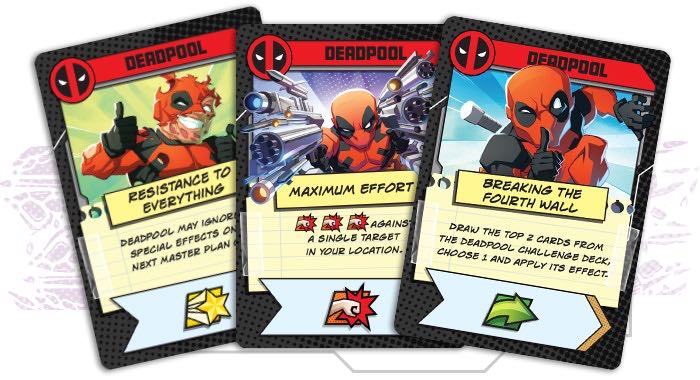 DEADPOOL
RESISTANCE TO
EVERYTHING
DEADPOOL MAY IGNORE
SPECIAL EFFECTS ON
NEXT MASTER PLAN
DEADPOOL
MAXIMUM EFFORT
AGAINST
A SINGLE TARGET
IN YOUR LOCATION.
DEADPOOL
BREAKING THE
FOURTH WALL
DRAW THE TOP 2 CARDS FROM
THE DEADPOOL CHALLENGE DECK,
CHOOSE 1 AND APPLY ITS EFFECT.